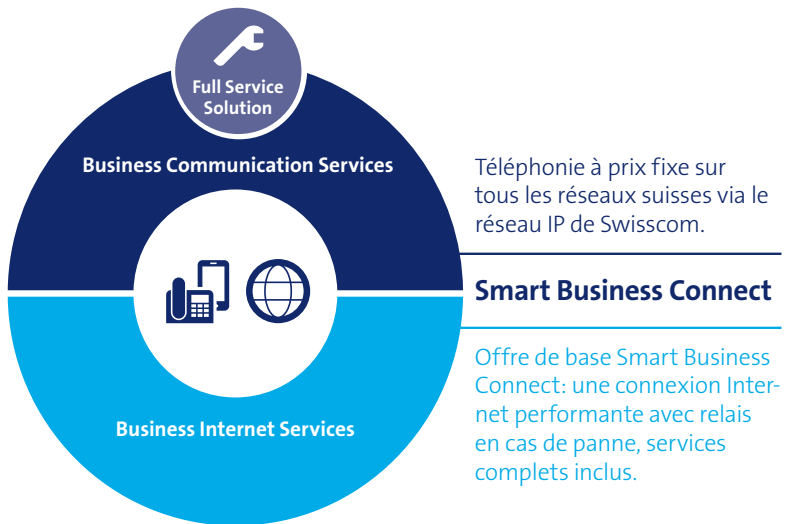 Full Service
Solution
Business Communication Services
Business Internet Services
Téléphonie à prix fixe sur
tous les réseaux suisses via le
réseau IP de Swisscom.
Smart Business Connect
Offre de base Smart Business
Connect: une connexion Inter-
net performante avec relais
en cas de panne, services
complets inclus.